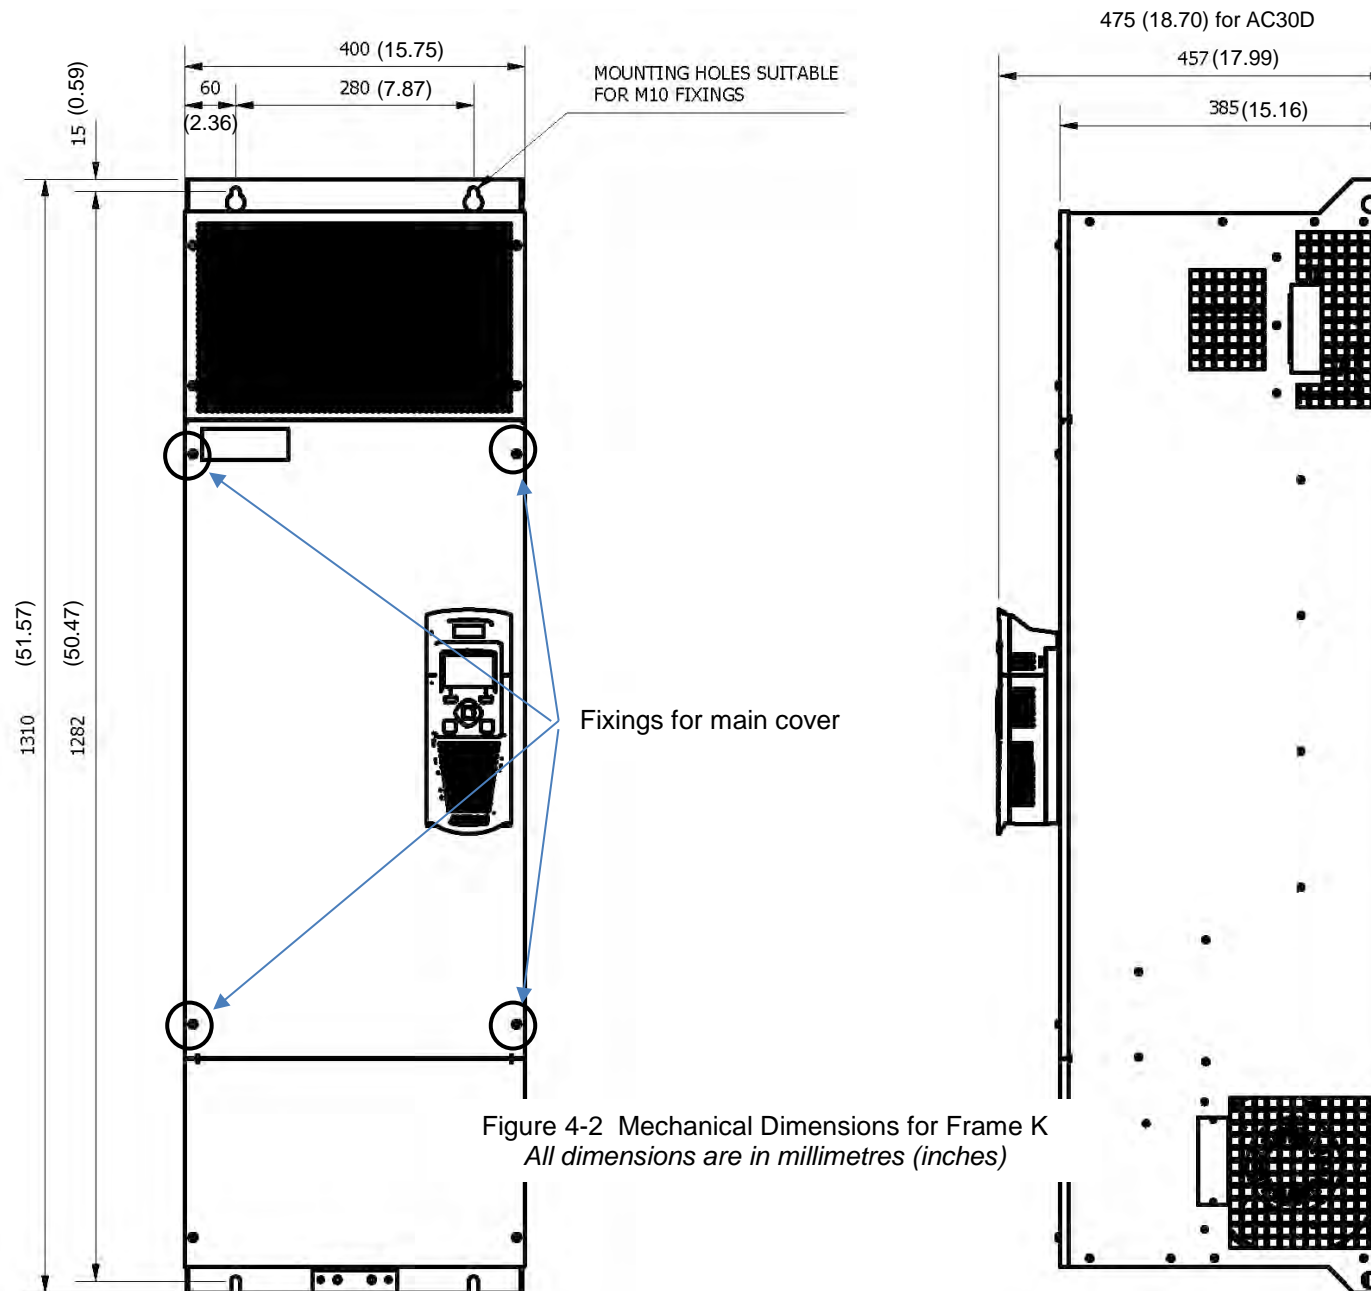 475 (18.70) for AC30D
400 (15.75)
457 (17.99)
MOUNTING HOLES SUITABLE
FOR M10 FIXINGS
60
(2.36)
280 (7.87)
385 (15.16)
15 (0.59)
1310 (51.57)
1282 (50.47)
Fixings for main cover
Figure 4-2 Mechanical Dimensions for Frame K
All dimensions are in millimetres (inches)